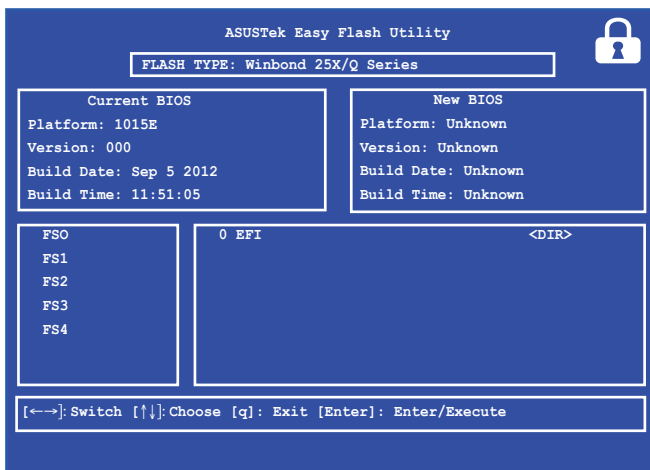 ASUSTek Easy Flash Utility
FLASH TYPE: Winbond 25X/Q Series
Current BIOS
Platform: 1015E
Version: 000
Build Date: Sep 5 2012
Build Time: 11:51:05
New BIOS
Platform: Unknown
Version: Unknown
Build Date: Unknown
Build Time: Unknown
FSO
FS1
FS2
FS3
FS4
0 EFI <DIR>
[←→]: Switch [↑↓]: Choose [q]: Exit [Enter]: Enter/Execute